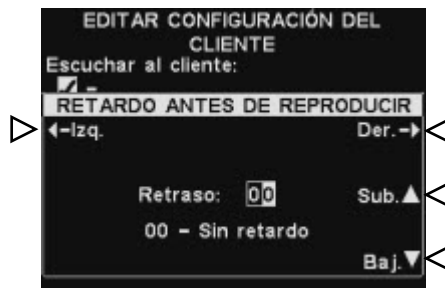 EDITAR CONFIGURACIÓN DEL
CLIENTE
Escuchar al cliente:
RETARDO ANTES DE REPRODUCIR
-Izq.
Der.-
Retraso: 00
Sub.
00 - Sin retardo
Baj.